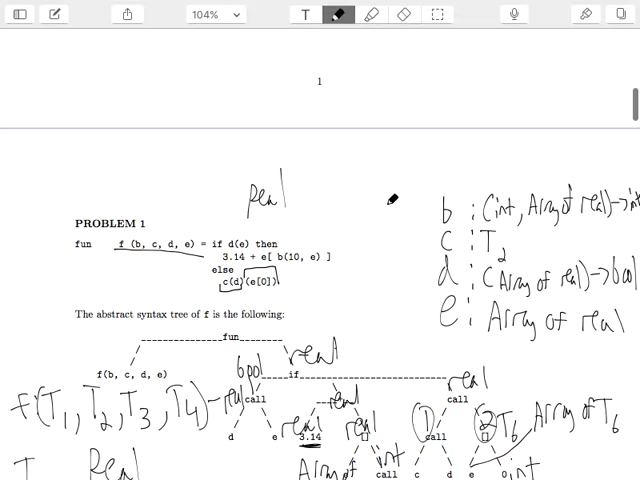 104%
T
1
real
PROBLEM 1
fun f (b, c, d, e) = if d(e) then
3.14 + e[ b(10, e) ]
else
c(d)(e[0])
b : (int, Array of real)->int
c : T2
d : (Array of real)->bool
e : Array of real
The abstract syntax tree of f is the following:
fun
real
f(b, c, d, e)
bool
if
real
f(T1, T2, T3, T4)-real
call
real
call
d e
real
3.14
real
1
call
2
T6
Array of T6
Real
Array of
int
call
c d e 0
int